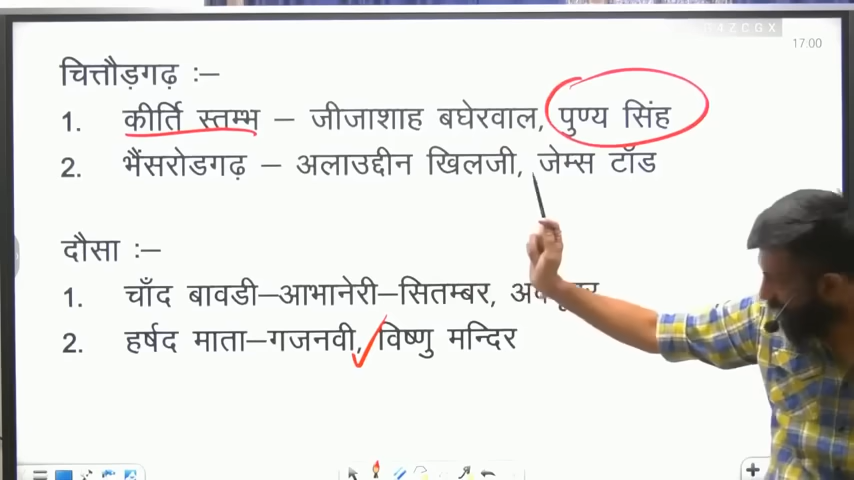 17:00
चित्तौड़गढ़ :–
1. कीर्ति स्तम्भ – जीजाशाह बघेरवाल, पुण्य सिंह
2. भैंसरोडगढ़ – अलाउद्दीन खिलजी, जेम्स टॉड
दौसा :–
1. चाँद बावडी–आभानेरी–सितम्बर,
2. हर्षद माता–गजनवी, विष्णु मन्दिर